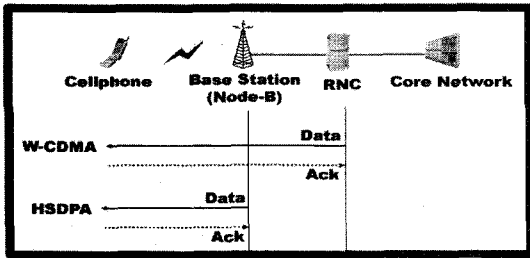 Cellphone Base Station (Node-B) RNC Core Network
Data
W-CDMA
Ack
Data
HSDPA
Ack